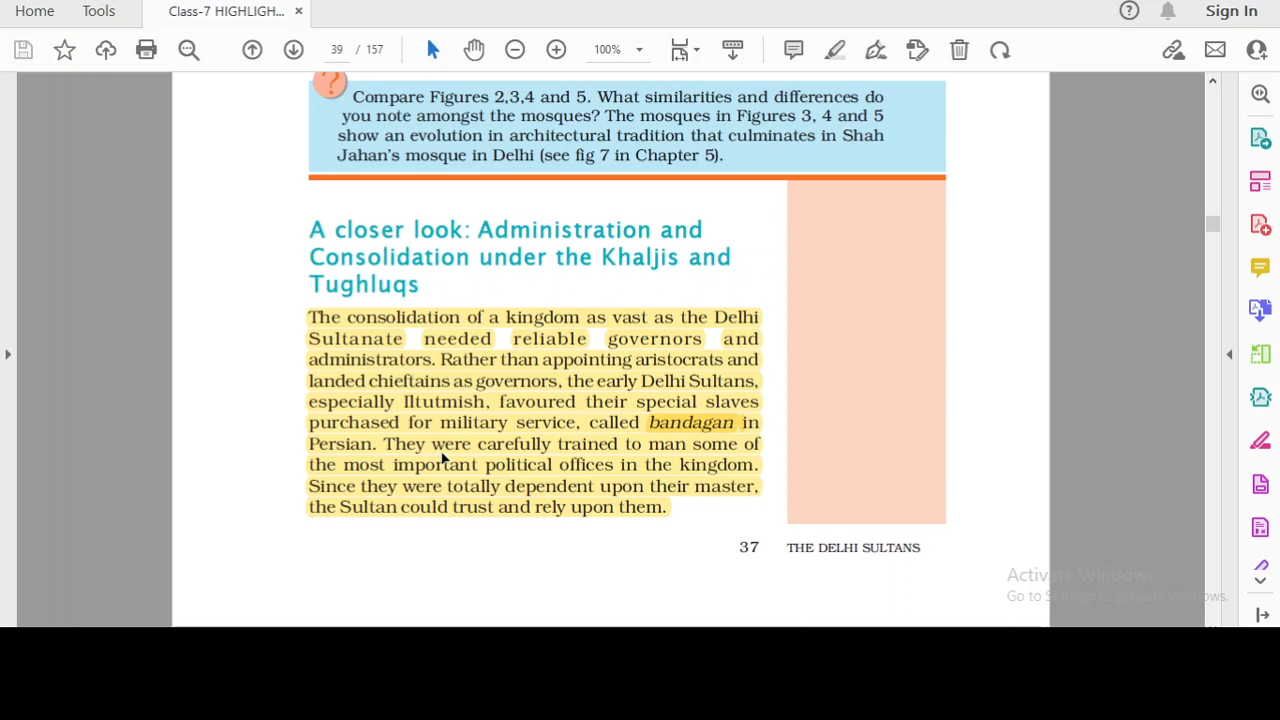 Home Tools Class-7 HIGHLIGH... × ? Sign In
39 / 157 100%
?
Compare Figures 2,3,4 and 5. What similarities and differences do
you note amongst the mosques? The mosques in Figures 3, 4 and 5
show an evolution in architectural tradition that culminates in Shah
Jahan's mosque in Delhi (see fig 7 in Chapter 5).
A closer look: Administration and
Consolidation under the Khaljis and
Tughluqs
The consolidation of a kingdom as vast as the Delhi
Sultanate needed reliable governors and
administrators. Rather than appointing aristocrats and
landed chieftains as governors, the early Delhi Sultans,
especially Iltutmish, favoured their special slaves
purchased for military service, called bandagan in
Persian. They were carefully trained to man some of
the most important political offices in the kingdom.
Since they were totally dependent upon their master,
the Sultan could trust and rely upon them.
37 THE DELHI SULTANS
Activate Windows
Go to Settings to activate Windows.